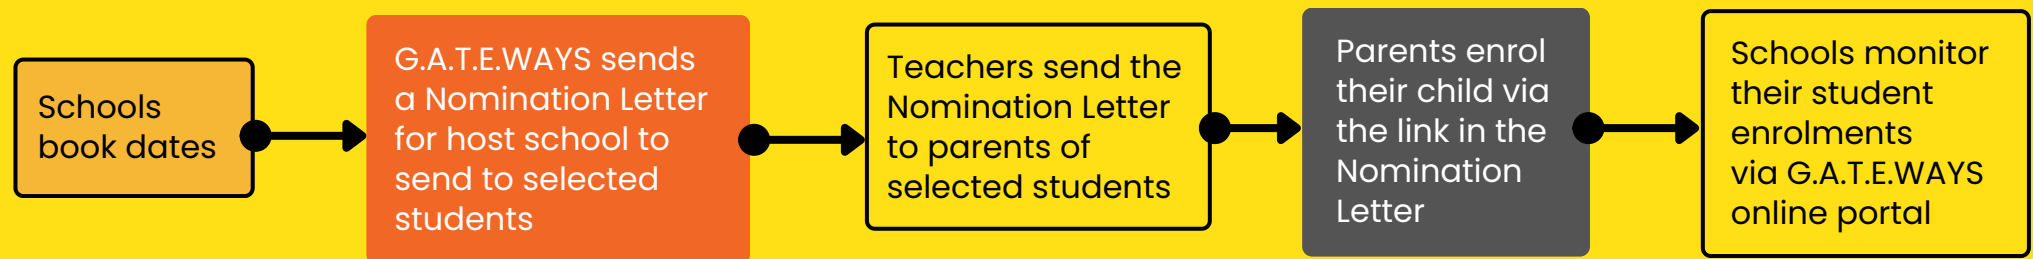 Schools
book dates
G.A.T.E.WAYS sends
a Nomination Letter
for host school to
send to selected
students
Teachers send the
Nomination Letter
to parents of
selected students
Parents enrol
their child via
the link in the
Nomination
Letter
Schools monitor
their student
enrolments
via G.A.T.E.WAYS
online portal